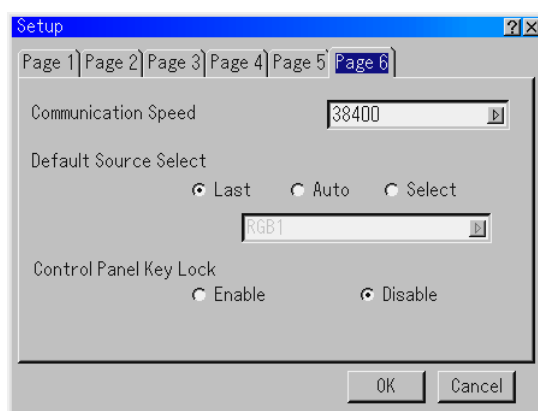 Setup
Page 1 Page 2 Page 3 Page 4 Page 5 Page 6
Communication Speed 38400
Default Source Select
Last Auto Select
RGB1
Control Panel Key Lock
Enable Disable
OK Cancel